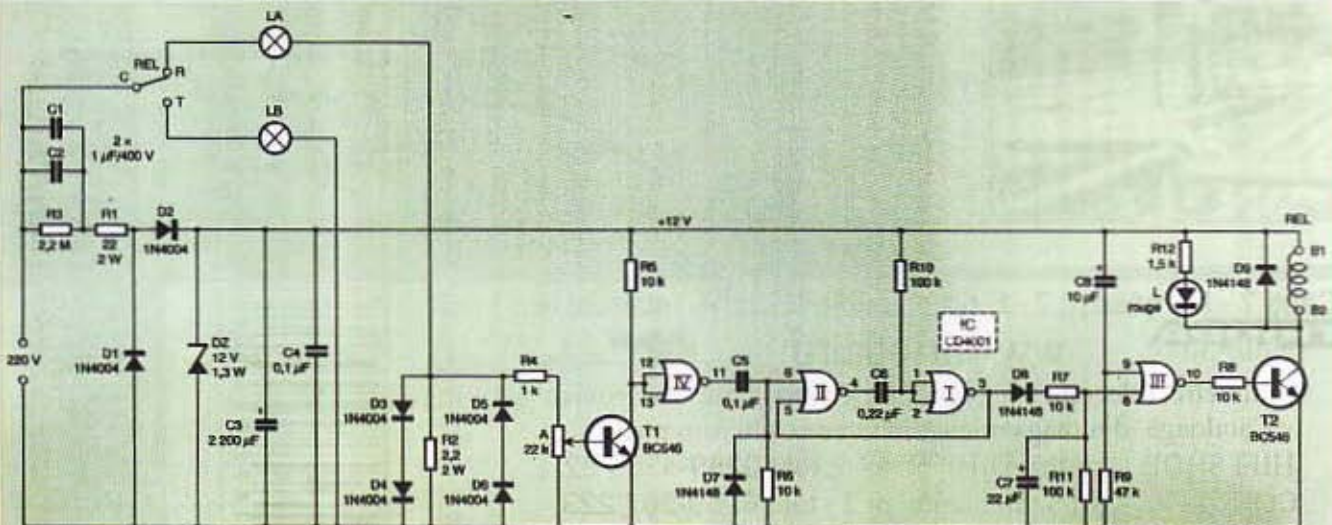 LA
REL
R
C
T
LB
C1
C2
2 x
1 µF/400 V
R3
2,2 M
R1
22
2 W
D2
1N4004
+12 V
220 V
D1
1N4004
DZ
12 V
1,3 W
C3
2 200 µF
C4
0,1 µF
D3
1N4004
D4
1N4004
R2
2,2
2 W
D5
1N4004
D6
1N4004
R4
1 k
A
22 k
T1
BC546
R5
10 k
12
13
IV
11
C5
0,1 µF
D7
1N4148
R6
10 k
6
5
II
4
C6
0,22 µF
R10
100 k
IC
CD4001
1
2
I
3
D8
1N4148
R7
10 k
C7
22 µF
R11
100 k
R9
47 k
C8
10 µF
9
8
III
10
R8
10 k
T2
BC546
R12
1,5 k
L
rouge
D9
1N4148
REL
B1
B2